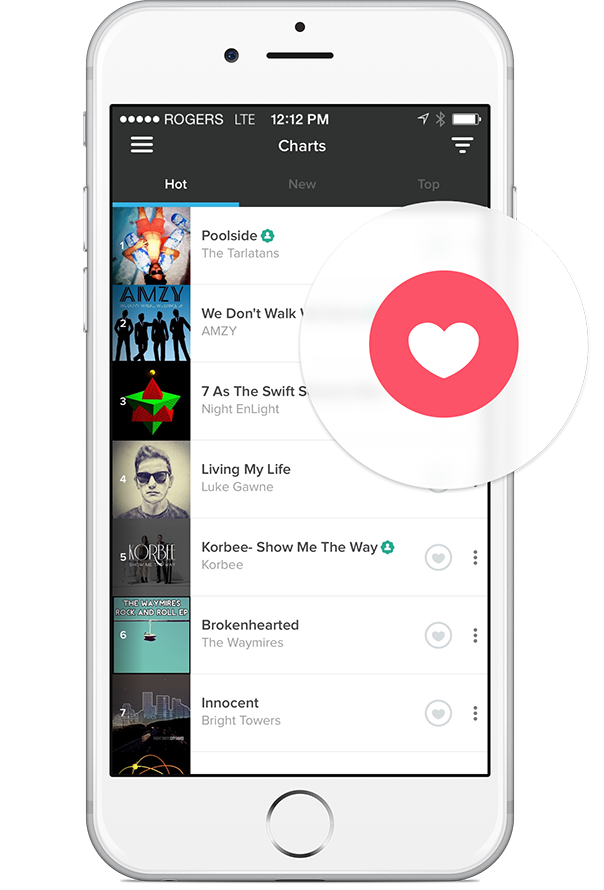 ROGERS LTE 12:12 PM
Charts
Hot New Top
1
Poolside
The Tarlatans
AMZY
2
We Don't Walk
AMZY
3
7 As The Swift
Night EnLight
4
Living My Life
Luke Gawne
5
KORBEE
SHOW ME THE WAY
Korbee- Show Me The Way
Korbee
THE WAYMIRES
ROCK AND ROLL EP
6
Brokenhearted
The Waymires
7
Innocent
Bright Towers